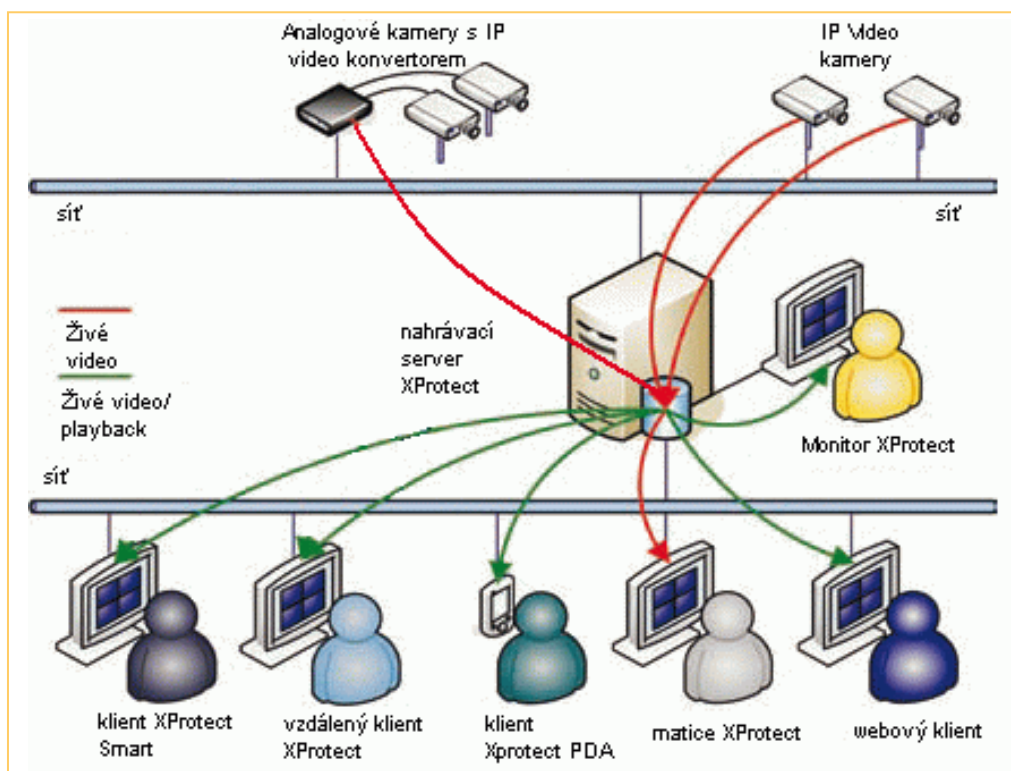 Analogové kamery s IP
video konvertorem
IP Video
kamery
síť
síť
Živé
video
Živé video/
playback
nahrávací
server
XProtect
Monitor XProtect
síť
klient XProtect
Smart
vzdálený klient
XProtect
klient
Xprotect PDA
matice XProtect
webový klient